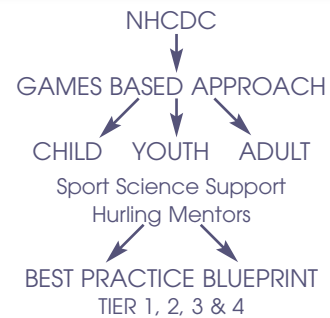 NHCDC
GAMES BASED APPROACH
CHILD YOUTH ADULT
Sport Science Support
Hurling Mentors
BEST PRACTICE BLUEPRINT
TIER 1, 2, 3 & 4